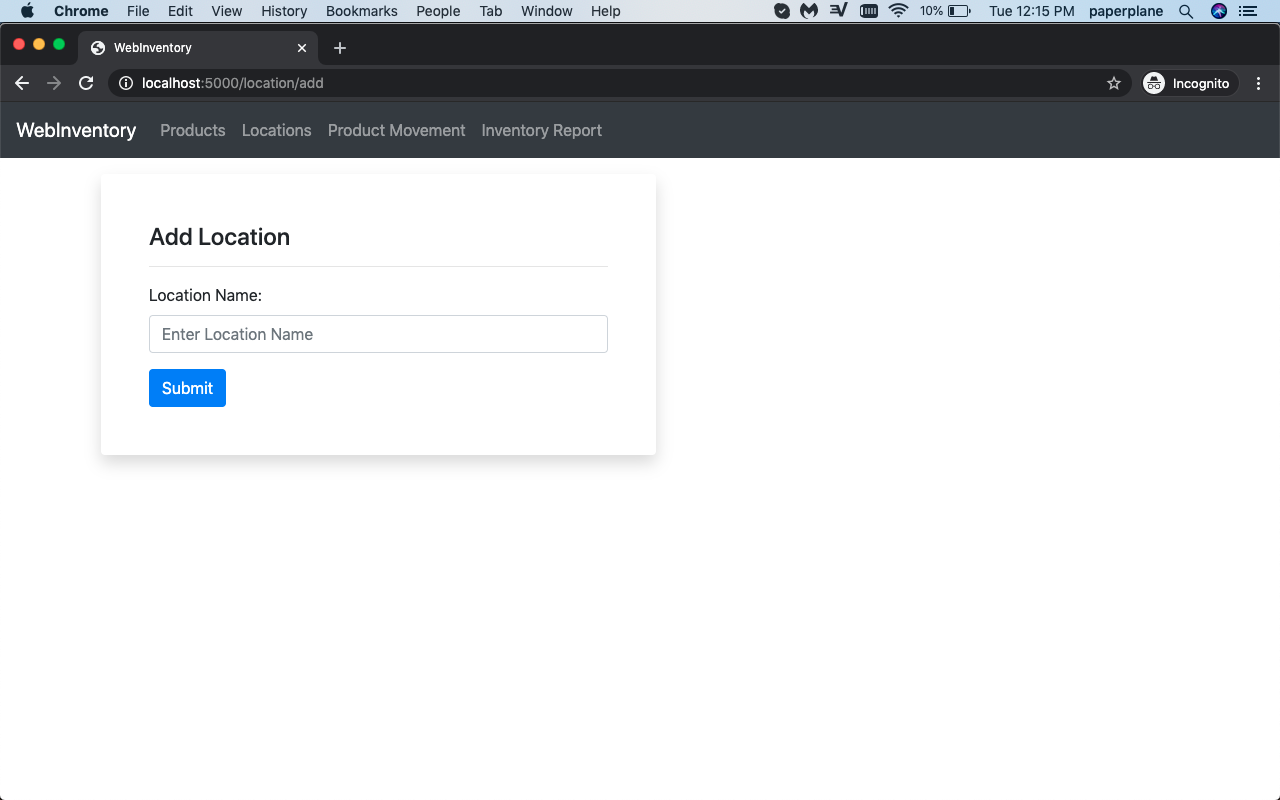 Chrome File Edit View History Bookmarks People Tab Window Help 10% Tue 12:15 PM paperplane
WebInventory
localhost:5000/location/add Incognito
WebInventory Products Locations Product Movement Inventory Report
Add Location
Location Name:
Enter Location Name
Submit